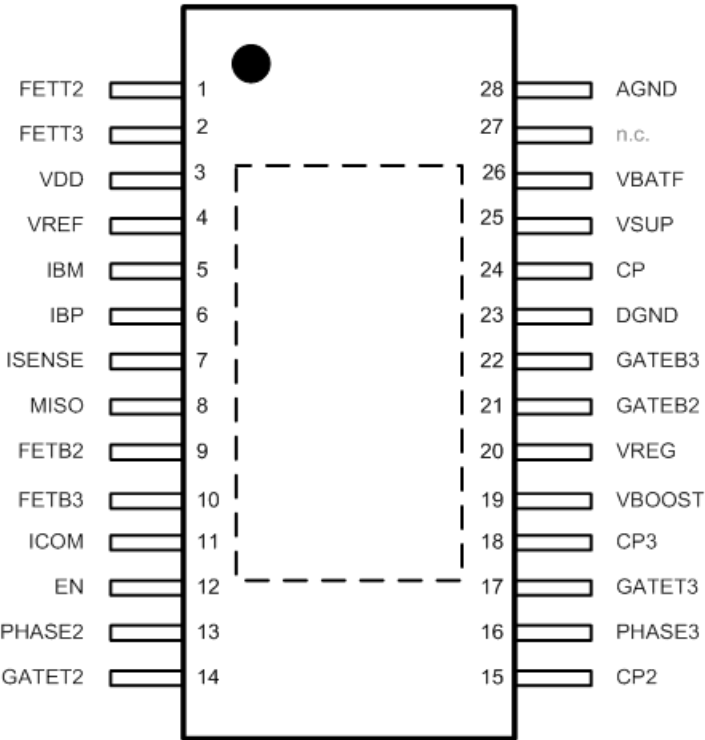 FETT2 1 28 AGND
FETT3 2 27 n.c.
VDD 3 26 VBATF
VREF 4 25 VSUP
IBM 5 24 CP
IBP 6 23 DGND
ISENSE 7 22 GATEB3
MISO 8 21 GATEB2
FETB2 9 20 VREG
FETB3 10 19 VBOOST
ICOM 11 18 CP3
EN 12 17 GATET3
PHASE2 13 16 PHASE3
GATET2 14 15 CP2